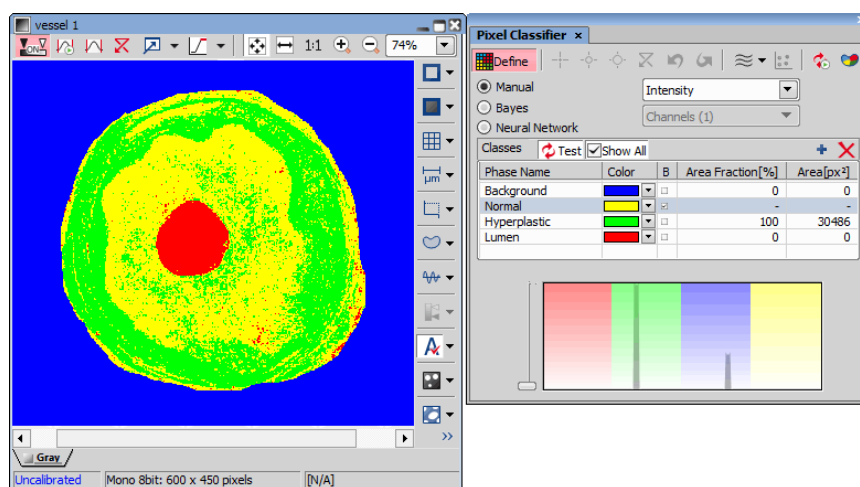 vessel 1
ON
1:1
74%
μm
Gray
Uncalibrated
Mono 8bit: 600 x 450 pixels
[N/A]
Pixel Classifier ×
Define
Manual
Intensity
Bayes
Channels (1)
Neural Network
Classes
Test
Show All
Phase Name Color B Area Fraction[%] Area[px²]
Background 0 0
Normal - -
Hyperplastic 100 30486
Lumen 0 0